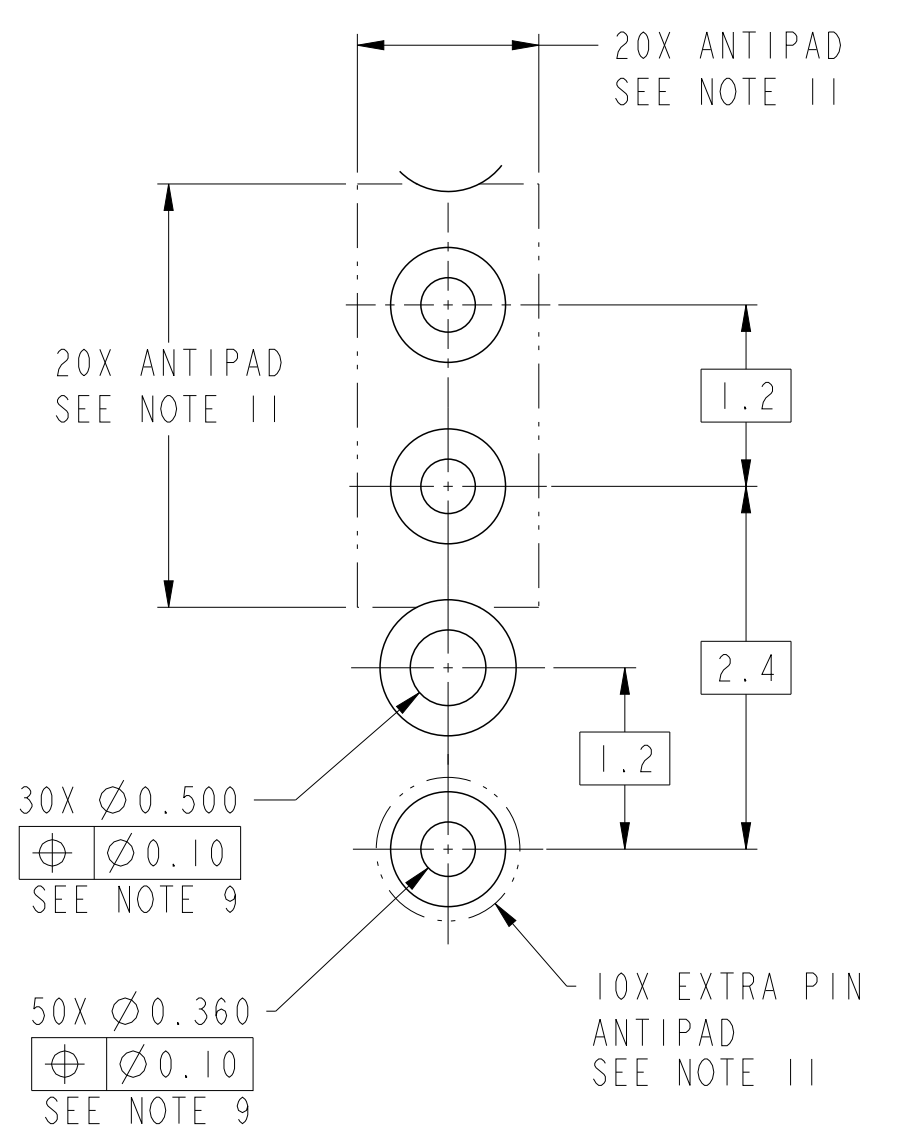 20X ANTIPAD
SEE NOTE 11
20X ANTIPAD
SEE NOTE 11
1.2
2.4
1.2
30X Ø0.500
⌖ Ø0.10
SEE NOTE 9
50X Ø0.360
⌖ Ø0.10
SEE NOTE 9
10X EXTRA PIN
ANTIPAD
SEE NOTE 11